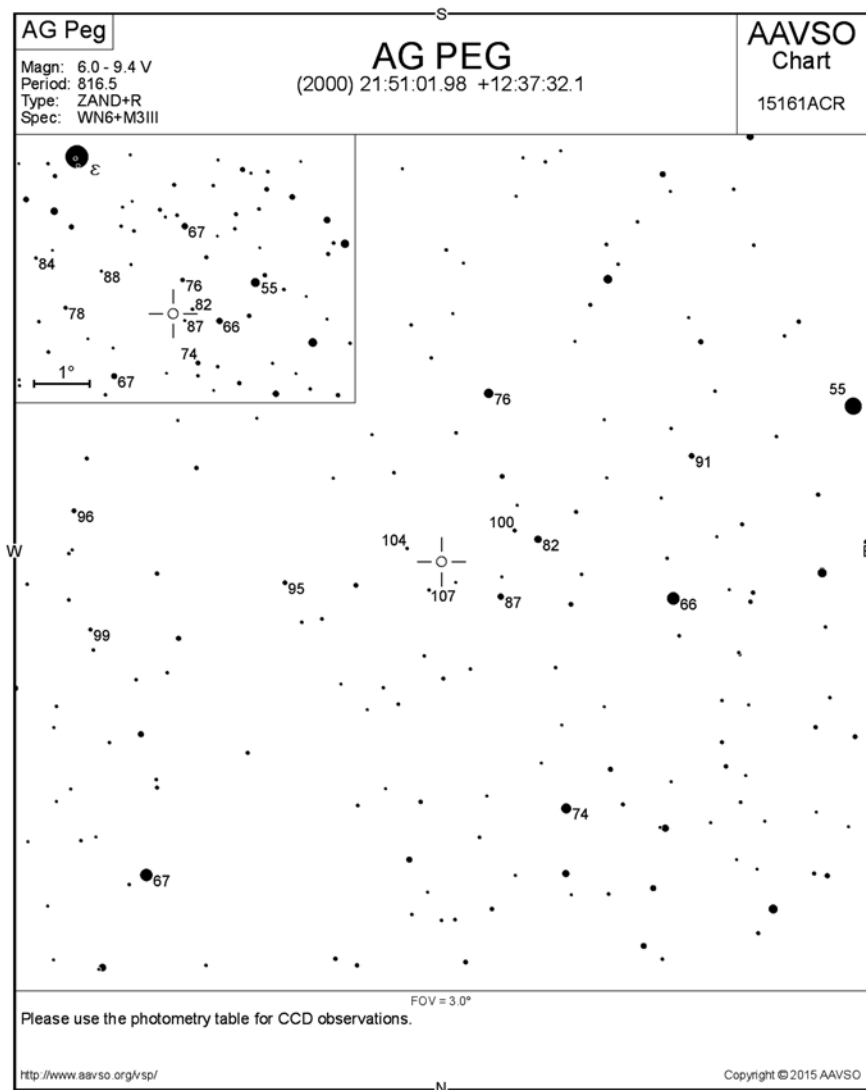 S
AG Peg
Magn: 6.0 - 9.4 V
Period: 816.5
Type: ZAND+R
Spec: WN6+M3III
AG PEG
(2000) 21:51:01.98 +12:37:32.1
AAVSO
Chart
15161ACR
ε
67
84
88
76
55
78
82
87
66
74
67
1°
76
55
91
96
100
82
104
W
E
95
107
87
66
99
74
67
FOV = 3.0°
Please use the photometry table for CCD observations.
http://www.aavso.org/vsp/
Copyright © 2015 AAVSO
N